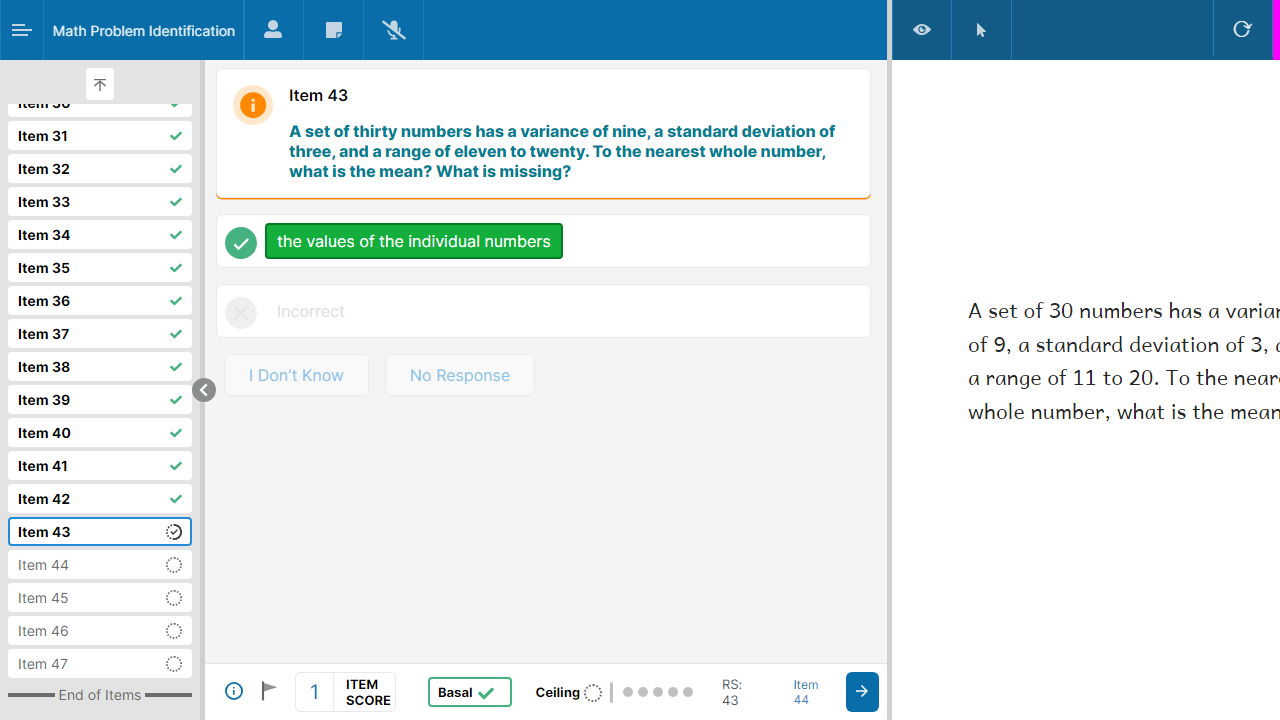 Math Problem Identification
Item 30
Item 31
Item 32
Item 33
Item 34
Item 35
Item 36
Item 37
Item 38
Item 39
Item 40
Item 41
Item 42
Item 43
Item 44
Item 45
Item 46
Item 47
End of Items
Item 43
A set of thirty numbers has a variance of nine, a standard deviation of
three, and a range of eleven to twenty. To the nearest whole number,
what is the mean? What is missing?
the values of the individual numbers
Incorrect
I Don't Know
No Response
1
ITEM
SCORE
Basal
Ceiling
RS:
43
Item
44
A set of 30 numbers has a
of 9, a standard deviation of 3,
a range of 11 to 20. To the
whole number, what is the mean